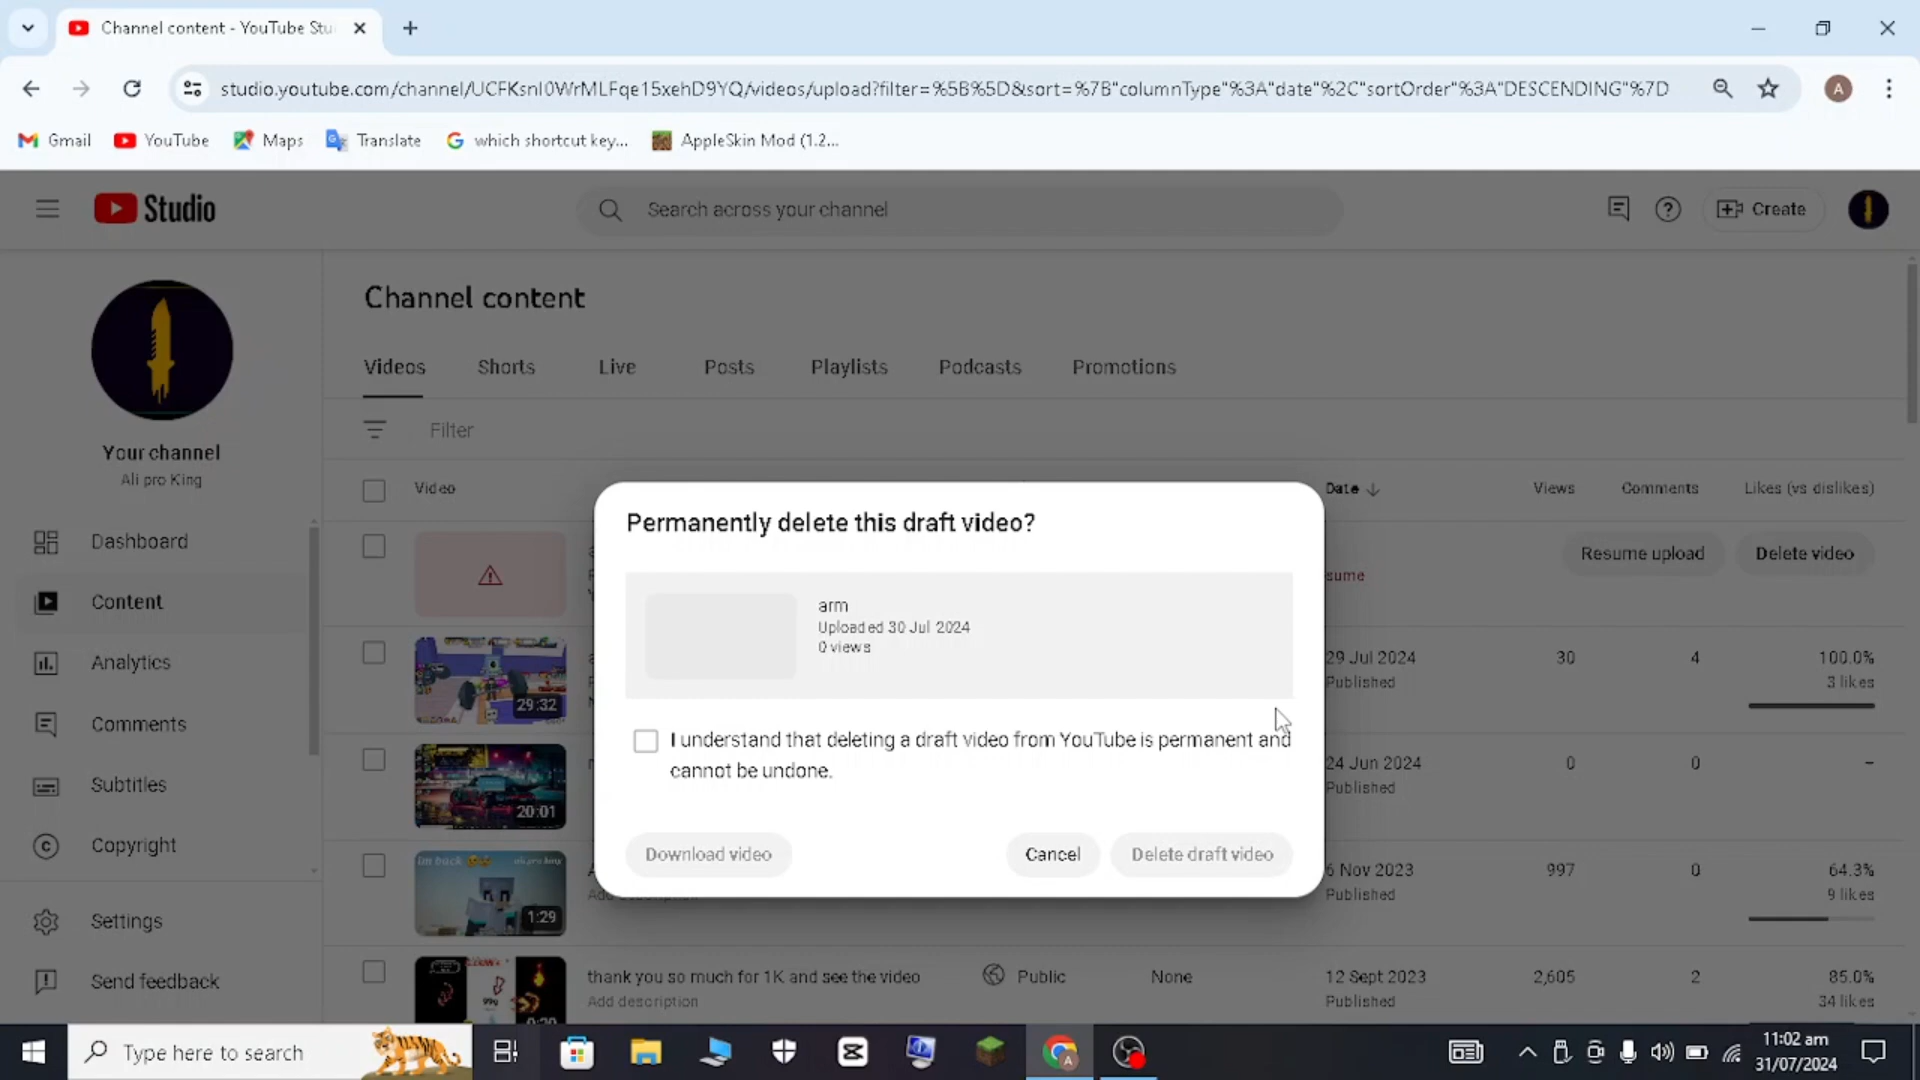 Channel content - YouTube Stu
studio.youtube.com/channel/UCFKsnI0WrMLFqe15xehD9YQ/videos/upload?filter=%5B%5D&sort=%7B"columnType"%3A"date"%2C"sortOrder"%3A"DESCENDING"%7D
A
Gmail YouTube Maps Translate which shortcut key... AppleSkin Mod (1.2...
Studio
Search across your channel
Create
Channel content
Videos Shorts Live Posts Playlists Podcasts Promotions
Filter
Your channel
Ali pro King
Dashboard
Content
Analytics
Comments
Subtitles
Copyright
Settings
Send feedback
Video Date Views Comments Likes (vs dislikes)
sume
Resume upload Delete video
29:32
29 Jul 2024 30 4 100.0%
Published 3 likes
20:01
24 Jun 2024 0 0 –
Published
1:29
6 Nov 2023 997 0 64.3%
Published 9 likes
thank you so much for 1K and see the video Public None 12 Sept 2023 2,605 2 85.0%
Add description Published 34 likes
Permanently delete this draft video?
arm
Uploaded 30 Jul 2024
0 views
I understand that deleting a draft video from YouTube is permanent and
cannot be undone.
Download video Cancel Delete draft video
Type here to search
11:02 am
31/07/2024